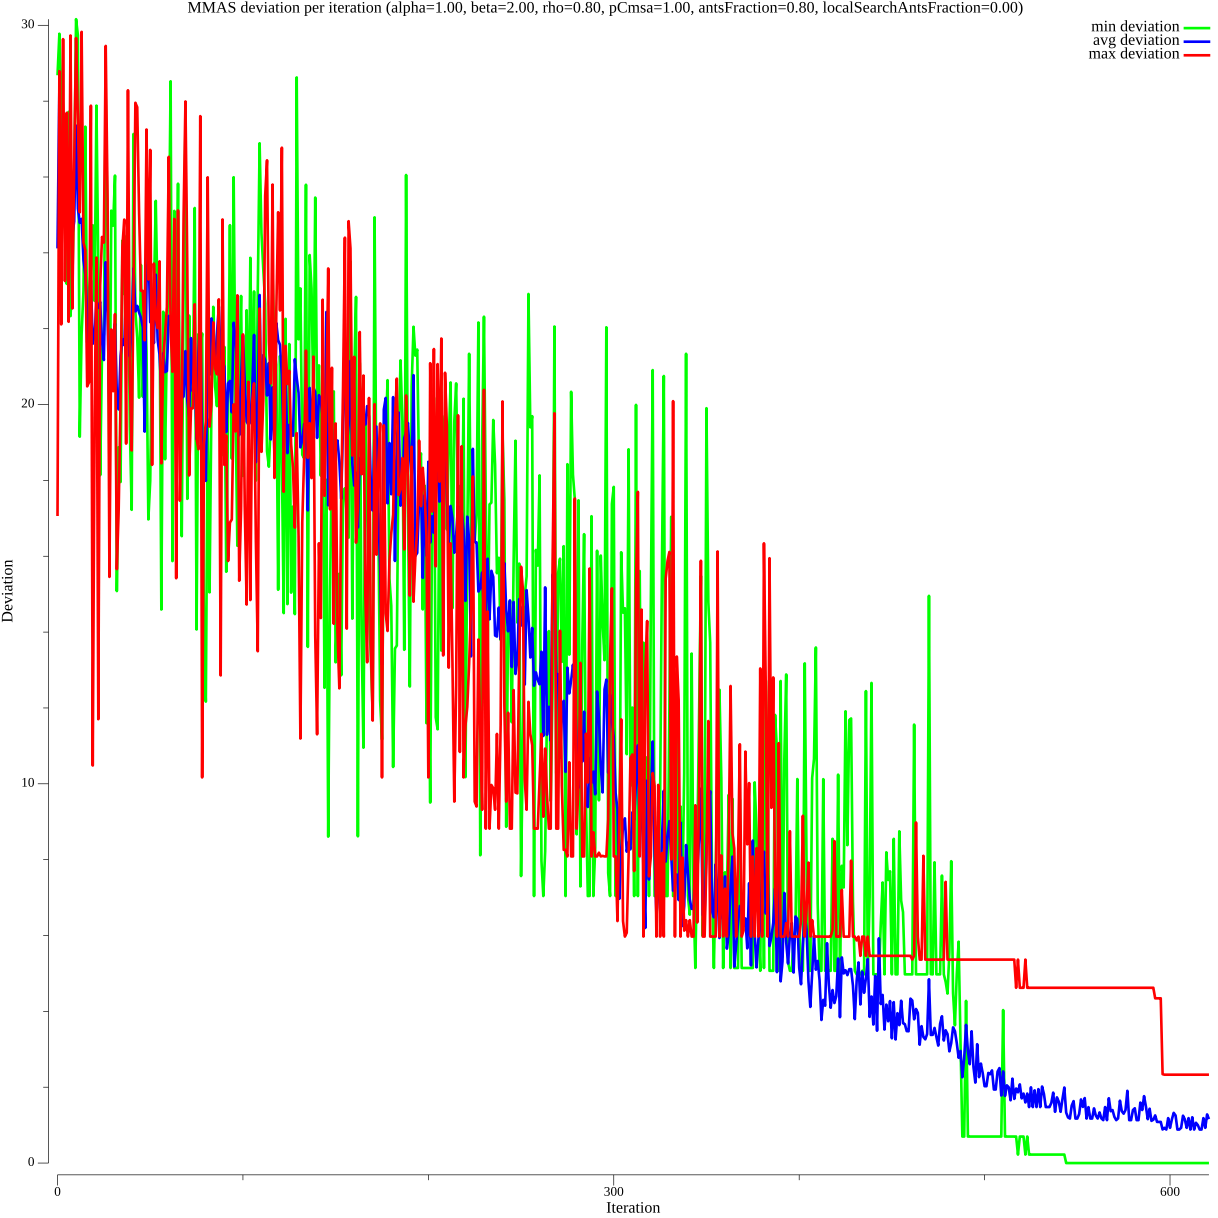 MMAS deviation per iteration (alpha=1.00, beta=2.00, rho=0.80, pCmsa=1.00, antsFraction=0.80, localSearchAntsFraction=0.00)
min deviation
avg deviation
max deviation
30
20
10
0
Deviation
0
300
600
Iteration